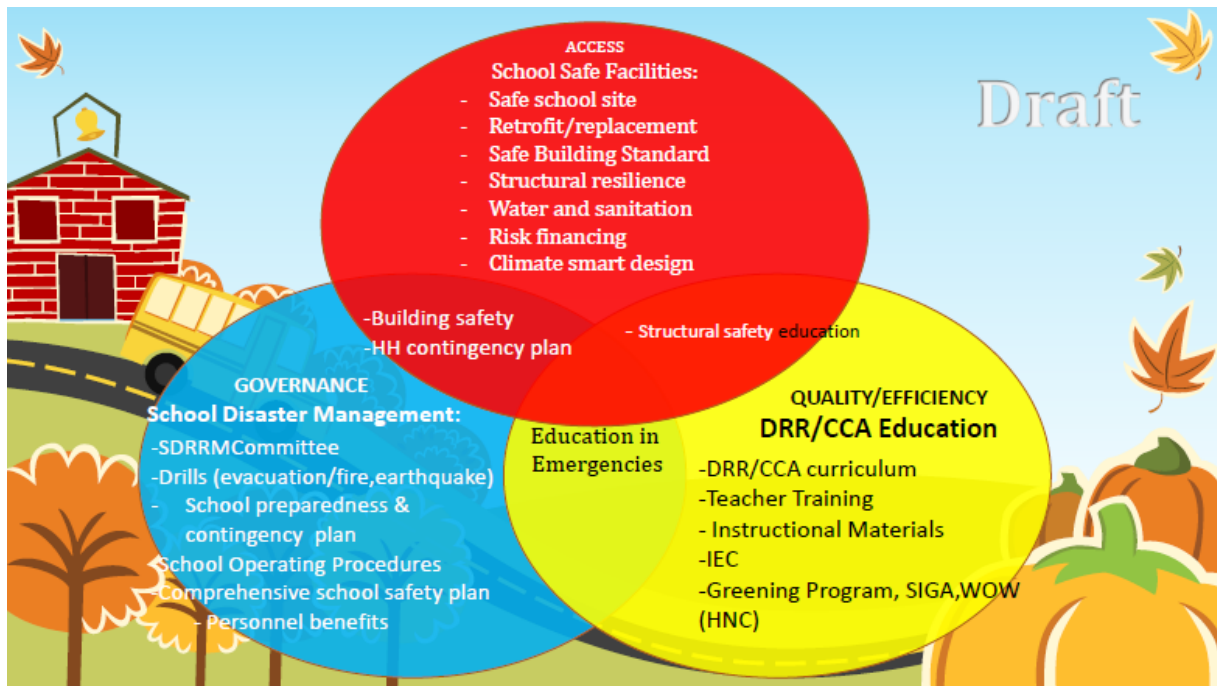 Draft
ACCESS
School Safe Facilities:
- Safe school site
- Retrofit/replacement
- Safe Building Standard
- Structural resilience
- Water and sanitation
- Risk financing
- Climate smart design
-Building safety
-HH contingency plan
- Structural safety education
GOVERNANCE
School Disaster Management:
-SDRRMCommittee
-Drills (evacuation/fire,earthquake)
- School preparedness &
contingency plan
-School Operating Procedures
-Comprehensive school safety plan
- Personnel benefits
Education in
Emergencies
QUALITY/EFFICIENCY
DRR/CCA Education
-DRR/CCA curriculum
-Teacher Training
- Instructional Materials
-IEC
-Greening Program, SIGA,WOW
(HNC)